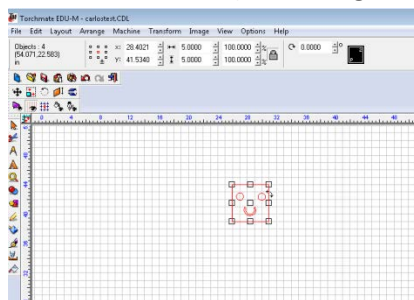 Torchmate EDU-M - carlostest.CDL
File Edit Layout Arrange Machine Transform Image View Options Help
Objects : 4
(54.071,22.583)
in
x: 28.4021 5.0000 100.0000 % 0.0000 °
Y: 41.5340 5.0000 100.0000 %
0 4 8 12 16 20 24 28 32 36 40 44 48